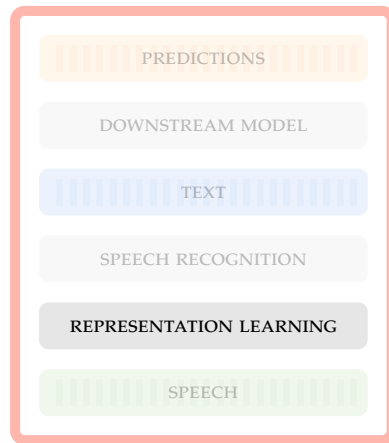 PREDICTIONS
DOWNSTREAM MODEL
TEXT
SPEECH RECOGNITION
REPRESENTATION LEARNING
SPEECH